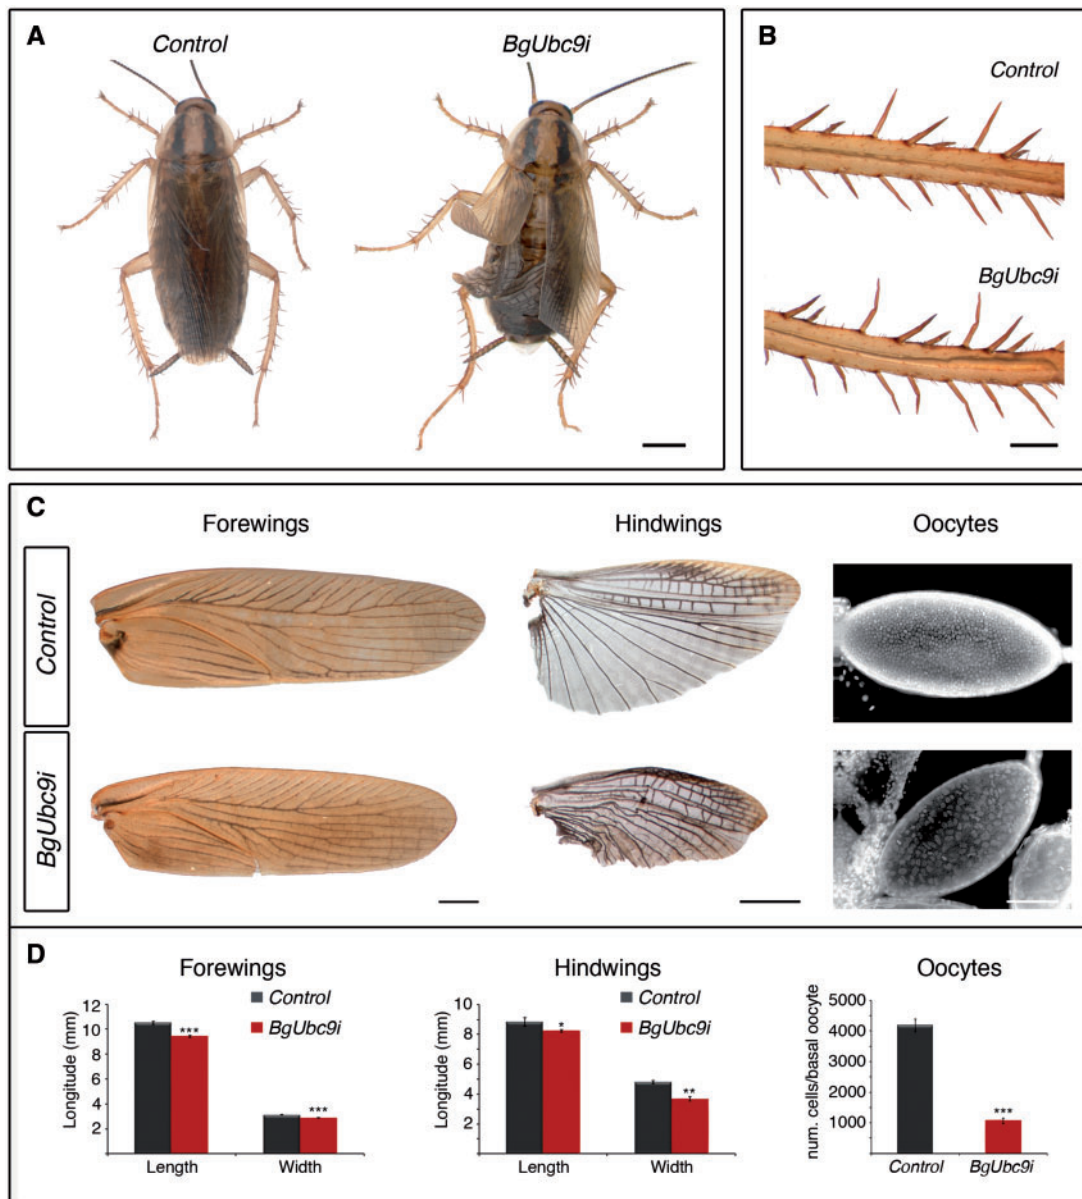 A
Control
BgUbc9i
B
Control
BgUbc9i
C
Forewings
Hindwings
Oocytes
Control
BgUbc9i
D
Forewings
Longitude (mm)
12
10
8
6
4
2
Control
BgUbc9i
***
***
Length
Width
Hindwings
Longitude (mm)
10
8
6
4
2
Control
BgUbc9i
*
**
Length
Width
Oocytes
num. cells/basal oocyte
5000
4000
3000
2000
1000
***
Control
BgUbc9i